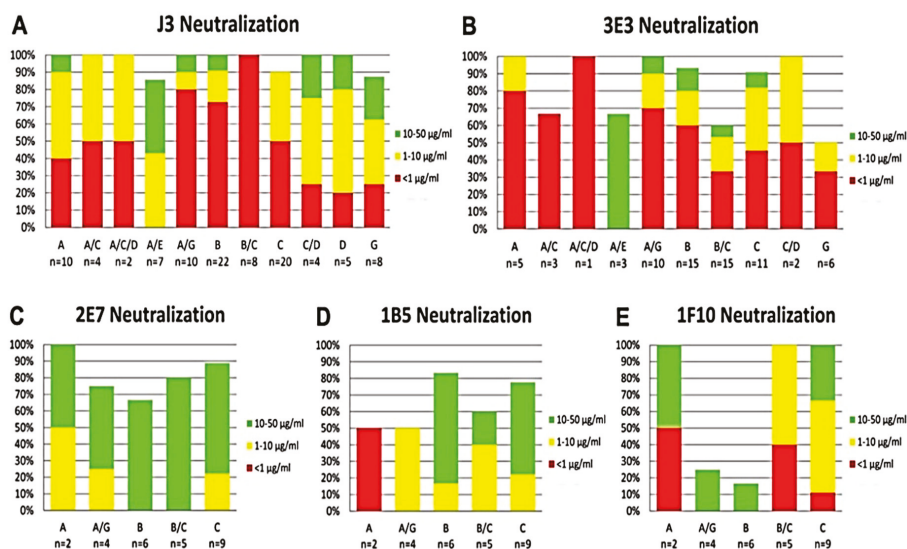 A
J3 Neutralization
100%
90%
80%
70%
60%
50%
40%
30%
20%
10%
0%
A A/C A/C/D A/E A/G B B/C C C/D D G
n=10 n=4 n=2 n=7 n=10 n=22 n=8 n=20 n=4 n=5 n=8
10-50 µg/ml
1-10 µg/ml
<1 µg/ml
B
3E3 Neutralization
100%
90%
80%
70%
60%
50%
40%
30%
20%
10%
0%
A A/C A/C/D A/E A/G B B/C C C/D G
n=5 n=3 n=1 n=3 n=10 n=15 n=15 n=11 n=2 n=6
10-50 µg/ml
1-10 µg/ml
<1 µg/ml
C
2E7 Neutralization
100%
90%
80%
70%
60%
50%
40%
30%
20%
10%
0%
A A/G B B/C C
n=2 n=4 n=6 n=5 n=9
10-50 µg/ml
1-10 µg/ml
<1 µg/ml
D
1B5 Neutralization
100%
90%
80%
70%
60%
50%
40%
30%
20%
10%
0%
A A/G B B/C C
n=2 n=4 n=6 n=5 n=9
10-50 µg/ml
1-10 µg/ml
<1 µg/ml
E
1F10 Neutralization
100%
90%
80%
70%
60%
50%
40%
30%
20%
10%
0%
A A/G B B/C C
n=2 n=4 n=6 n=5 n=9
10-50 µg/ml
1-10 µg/ml
<1 µg/ml